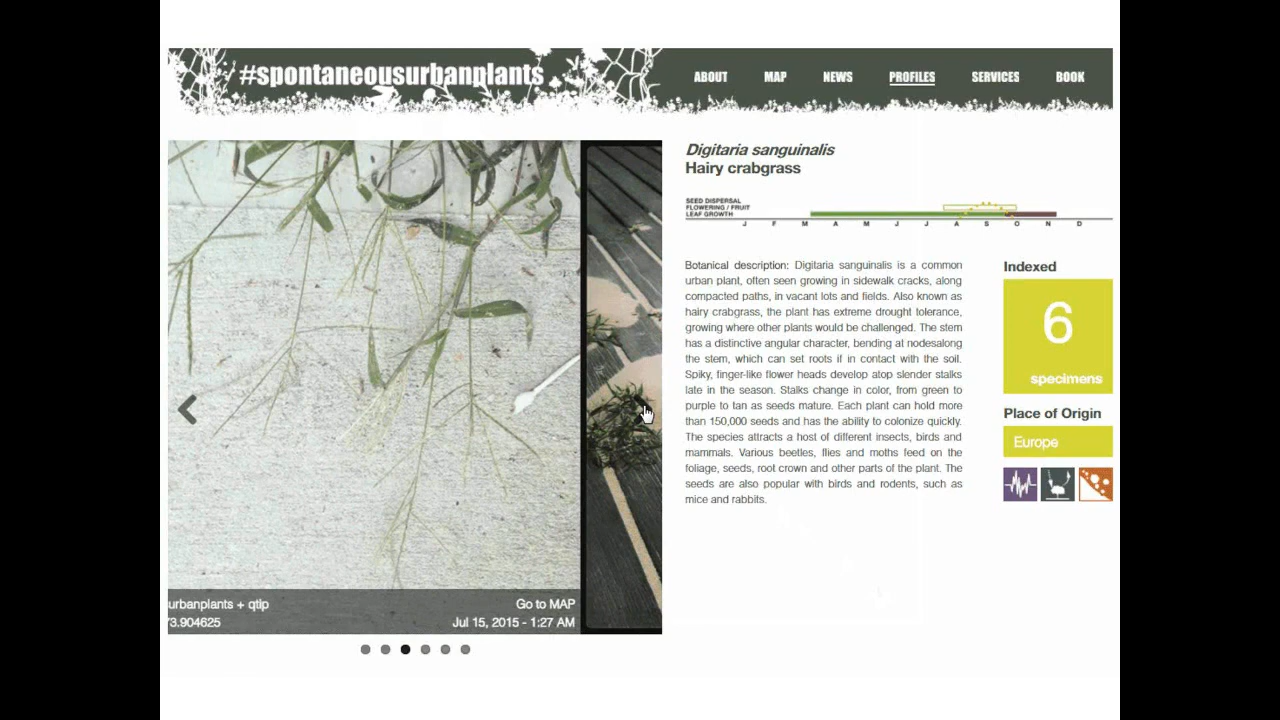 #spontaneousurbanplants
ABOUT MAP NEWS PROFILES SERVICES BOOK
Digitaria sanguinalis
Hairy crabgrass
SEED DISPERSAL
FLOWERING / FRUIT
LEAF GROWTH
J F M A M J J A S O N D
Botanical description: Digitaria sanguinalis is a common
urban plant, often seen growing in sidewalk cracks, along
compacted paths, in vacant lots and fields. Also known as
hairy crabgrass, the plant has extreme drought tolerance,
growing where other plants would be challenged. The stem
has a distinctive angular character, bending at nodesalong
the stem, which can set roots if in contact with the soil.
Spiky, finger-like flower heads develop atop slender stalks
late in the season. Stalks change in color, from green to
purple to tan as seeds mature. Each plant can hold more
than 150,000 seeds and has the ability to colonize quickly.
The species attracts a host of different insects, birds and
mammals. Various beetles, flies and moths feed on the
foliage, seeds, root crown and other parts of the plant. The
seeds are also popular with birds and rodents, such as
mice and rabbits.
Indexed
6
specimens
Place of Origin
Europe
urbanplants + qtip
Go to MAP
73.904625
Jul 15, 2015 - 1:27 AM